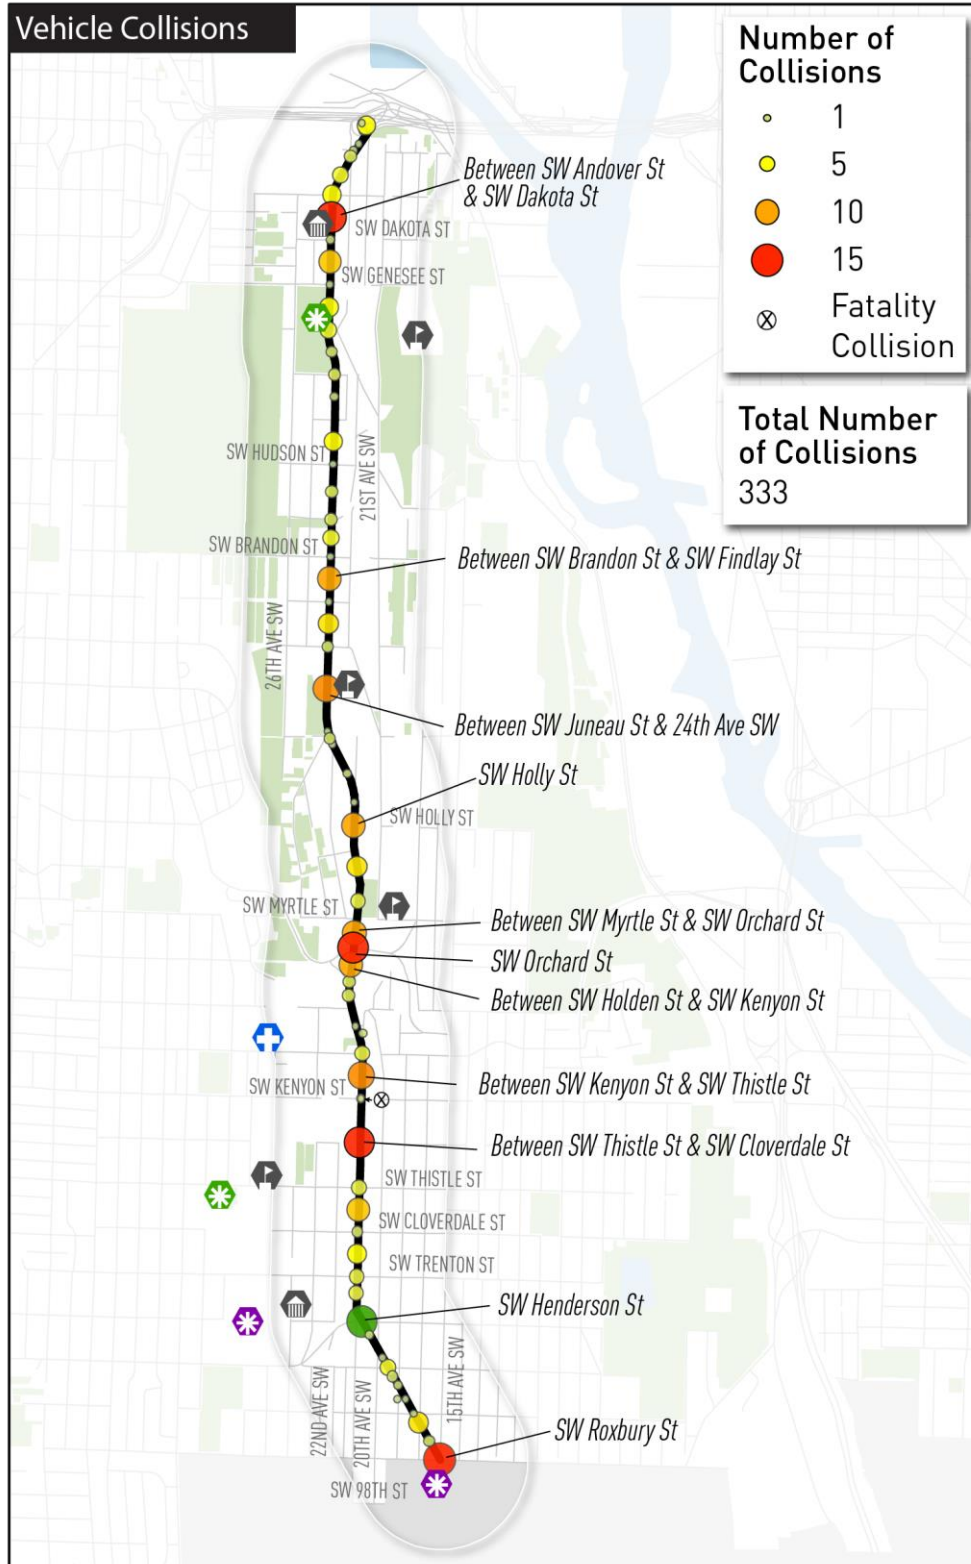 Vehicle Collisions
Number of
Collisions
1
5
10
15
Fatality
Collision
Total Number
of Collisions
333
Between SW Andover St
& SW Dakota St
SW DAKOTA ST
SW GENESEE ST
SW HUDSON ST
21ST AVE SW
SW BRANDON ST
Between SW Brandon St & SW Findlay St
26TH AVE SW
Between SW Juneau St & 24th Ave SW
SW Holly St
SW HOLLY ST
SW MYRTLE ST
Between SW Myrtle St & SW Orchard St
SW Orchard St
Between SW Holden St & SW Kenyon St
SW KENYON ST
Between SW Kenyon St & SW Thistle St
Between SW Thistle St & SW Cloverdale St
SW THISTLE ST
SW CLOVERDALE ST
SW TRENTON ST
SW Henderson St
22ND AVE SW
20TH AVE SW
15TH AVE SW
SW Roxbury St
SW 98TH ST